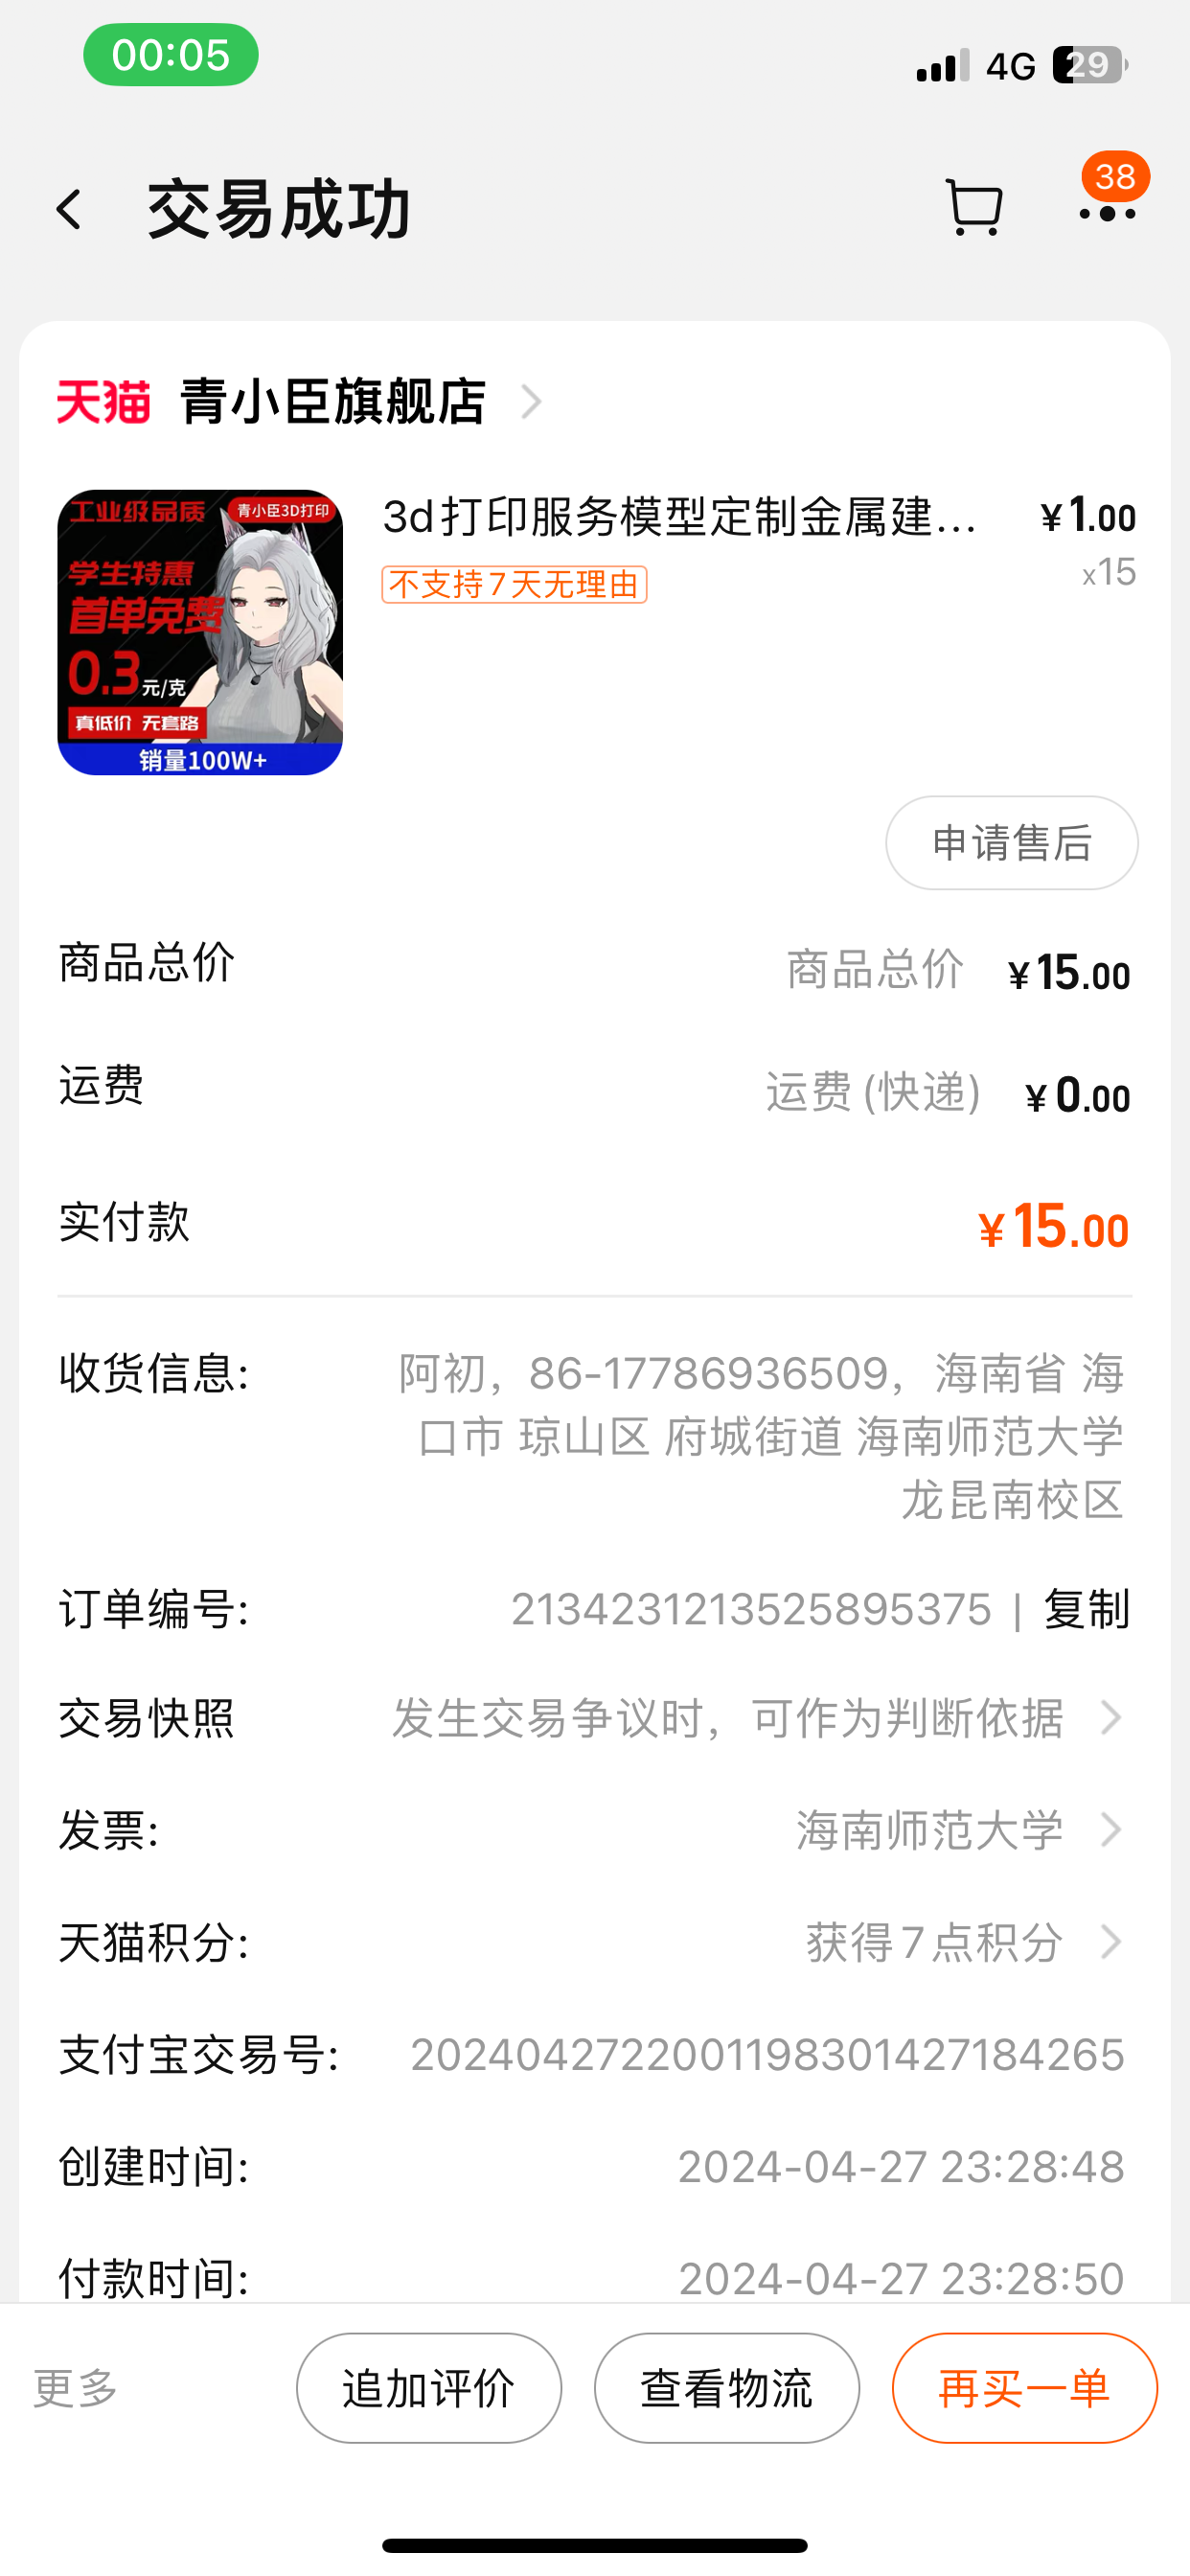 00:05
4G 29
交易成功
38
天猫 青小臣旗舰店
工业级品质 青小臣3D打印
学生特惠
首单免费
0.3元/克
真低价 无套路
销量100W+
3d打印服务模型定制金属建... ¥1.00
不支持7天无理由 x15
申请售后
商品总价 商品总价 ¥15.00
运费 运费(快递) ¥0.00
实付款 ¥15.00
收货信息: 阿初，86-17786936509，海南省 海
口市 琼山区 府城街道 海南师范大学
龙昆南校区
订单编号: 2134231213525895375 | 复制
交易快照 发生交易争议时，可作为判断依据
发票: 海南师范大学
天猫积分: 获得7点积分
支付宝交易号: 2024042722001198301427184265
创建时间: 2024-04-27 23:28:48
付款时间: 2024-04-27 23:28:50
更多 追加评价 查看物流 再买一单